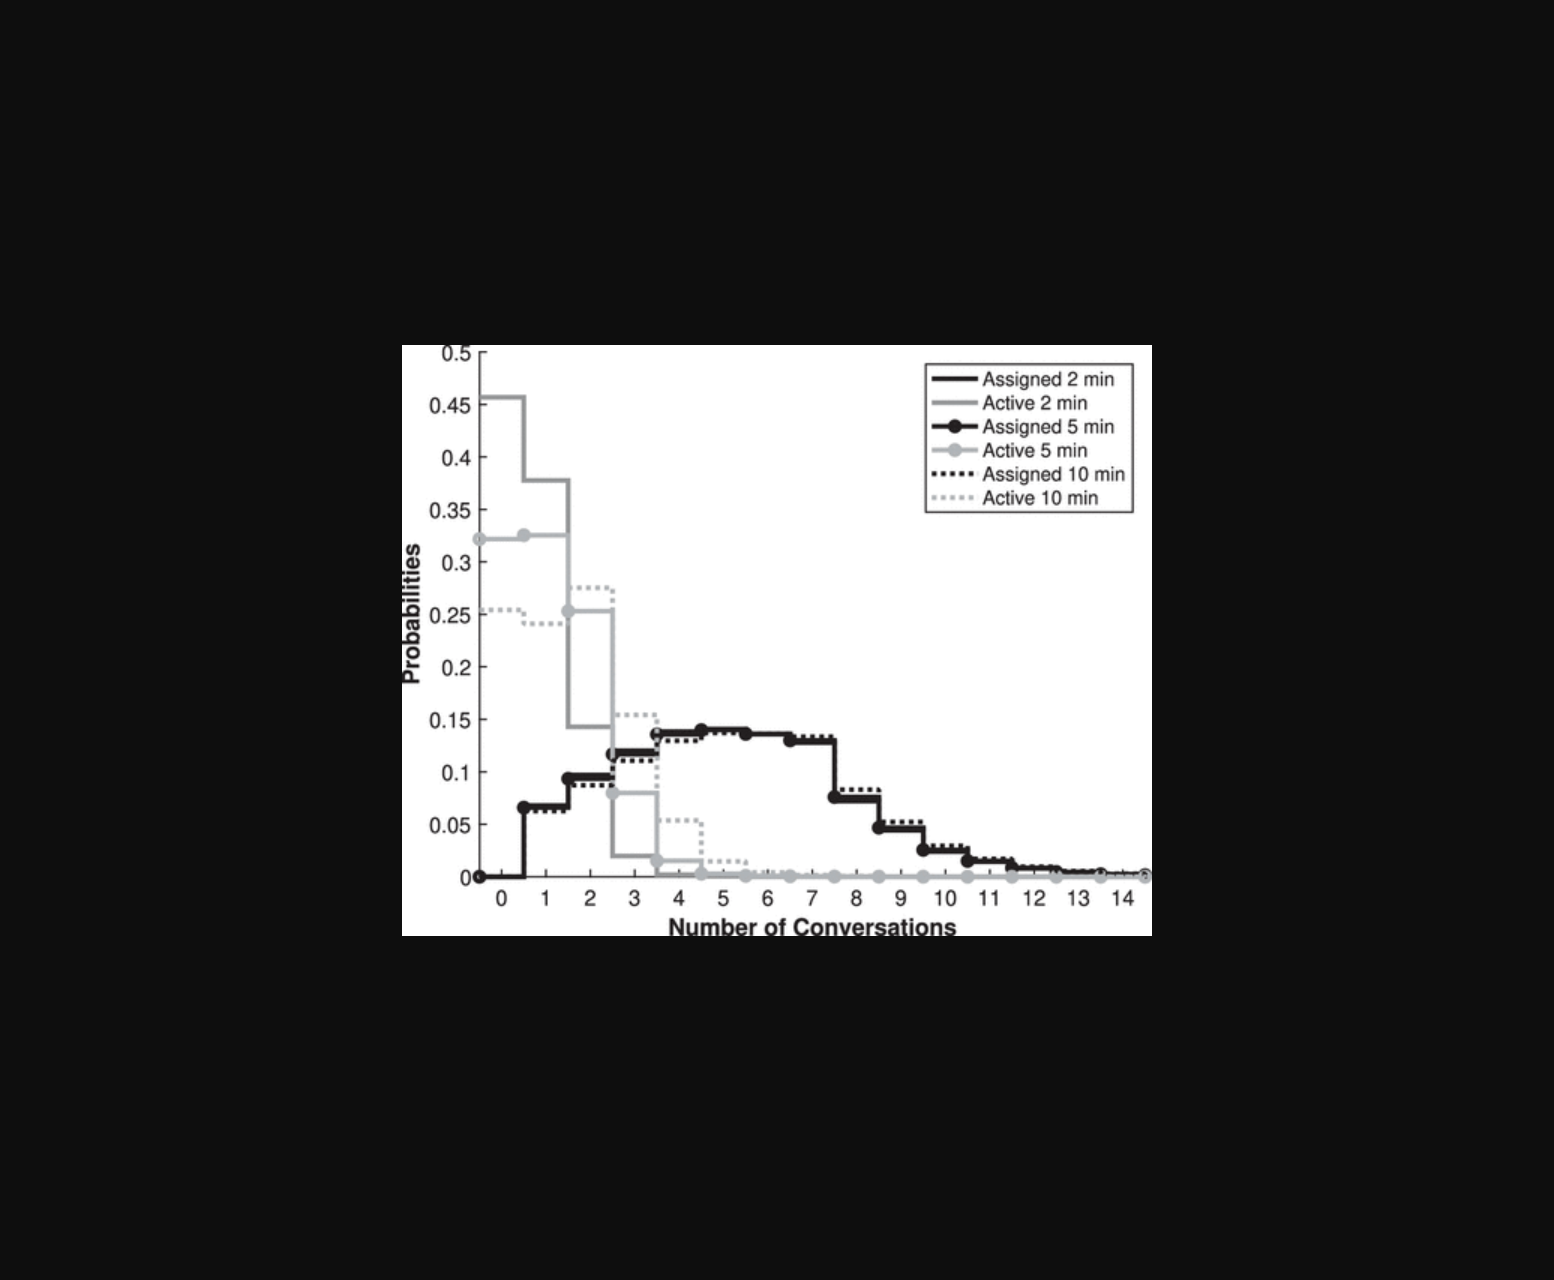 0.5
0.45
0.4
0.35
0.3
0.25
0.2
0.15
0.1
0.05
0
Probabilities
Assigned 2 min
Active 2 min
Assigned 5 min
Active 5 min
Assigned 10 min
Active 10 min
0 1 2 3 4 5 6 7 8 9 10 11 12 13 14
Number of Conversations